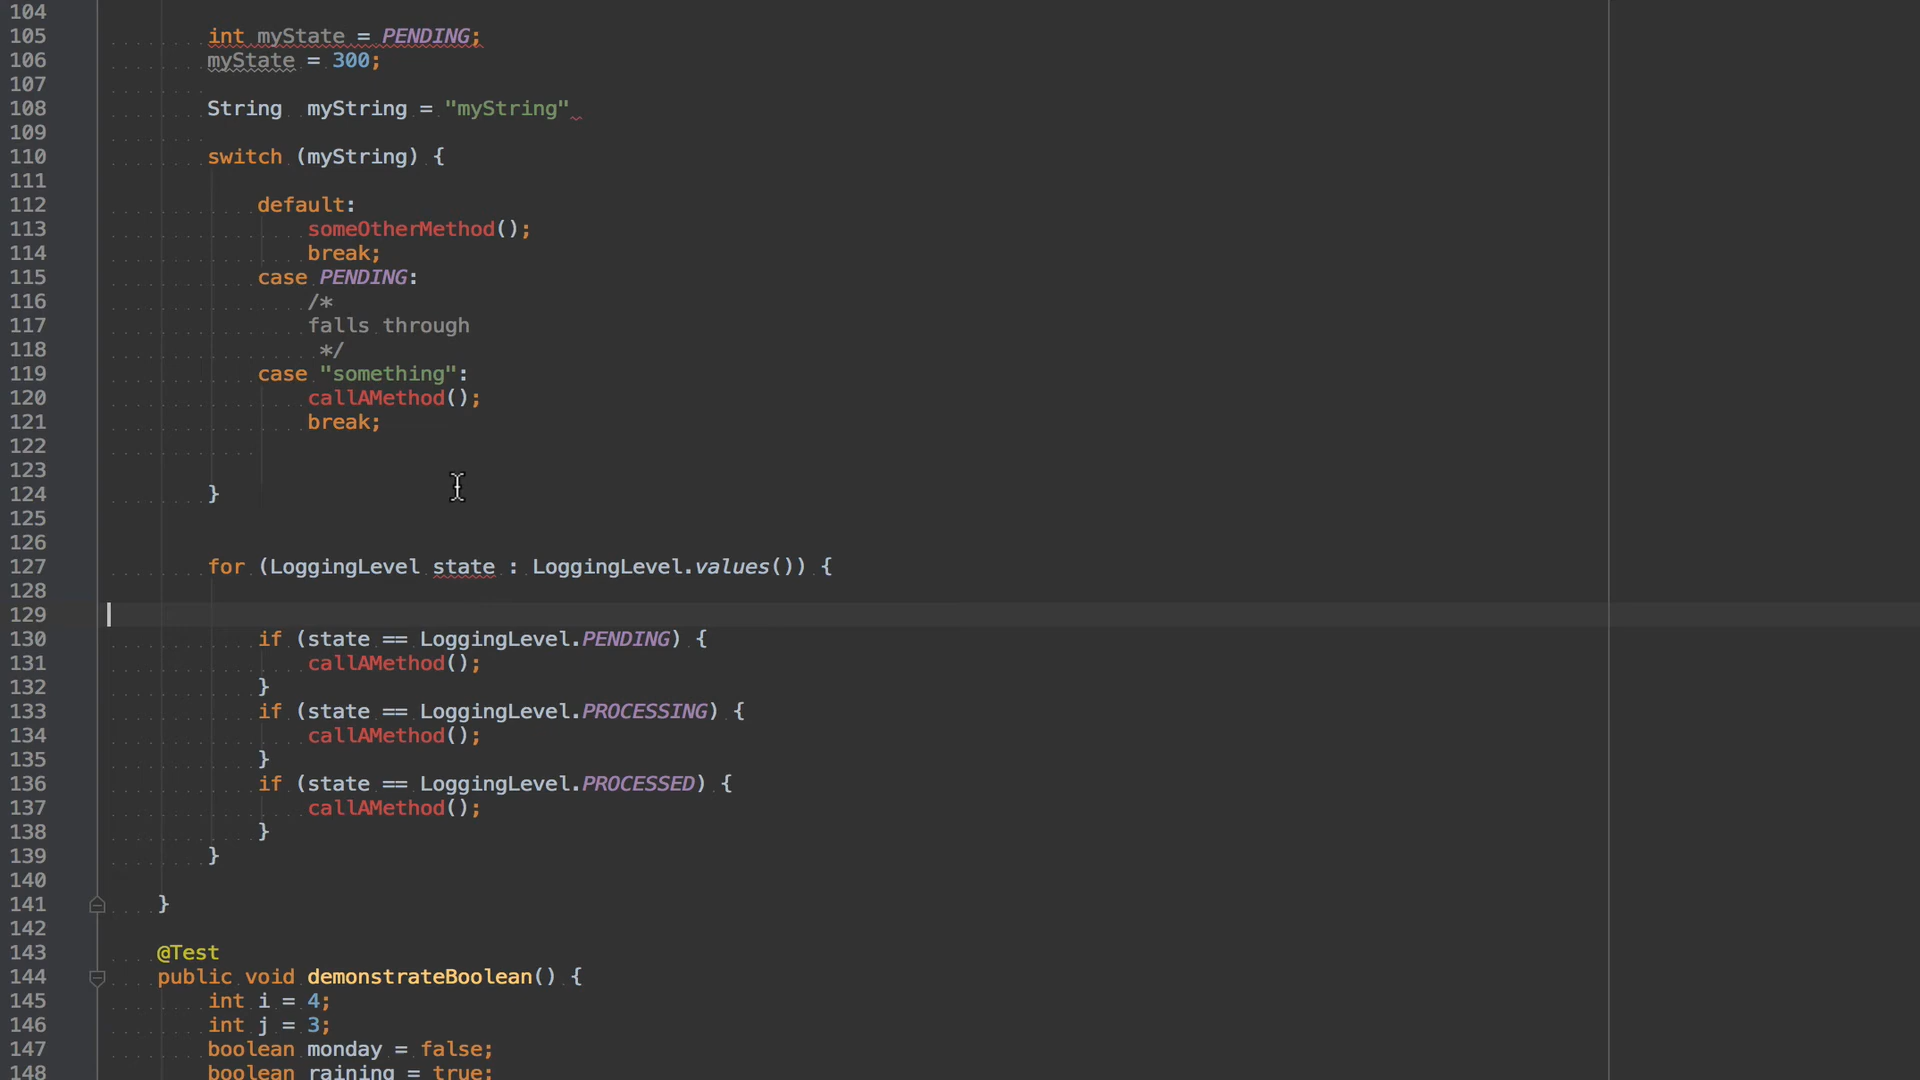 104
105 int myState = PENDING;
106 myState = 300;
107
108 String  myString = "myString"
109
110 switch (myString) {
111
112 default:
113 someOtherMethod();
114 break;
115 case PENDING:
116 /*
117 falls through
118 */
119 case "something":
120 callAMethod();
121 break;
122
123
124 }
125
126
127 for (LoggingLevel state : LoggingLevel.values()) {
128
129
130 if (state == LoggingLevel.PENDING) {
131 callAMethod();
132 }
133 if (state == LoggingLevel.PROCESSING) {
134 callAMethod();
135 }
136 if (state == LoggingLevel.PROCESSED) {
137 callAMethod();
138 }
139 }
140
141 }
142
143 @Test
144 public void demonstrateBoolean() {
145 int i = 4;
146 int j = 3;
147 boolean monday = false;
148 boolean raining = true;